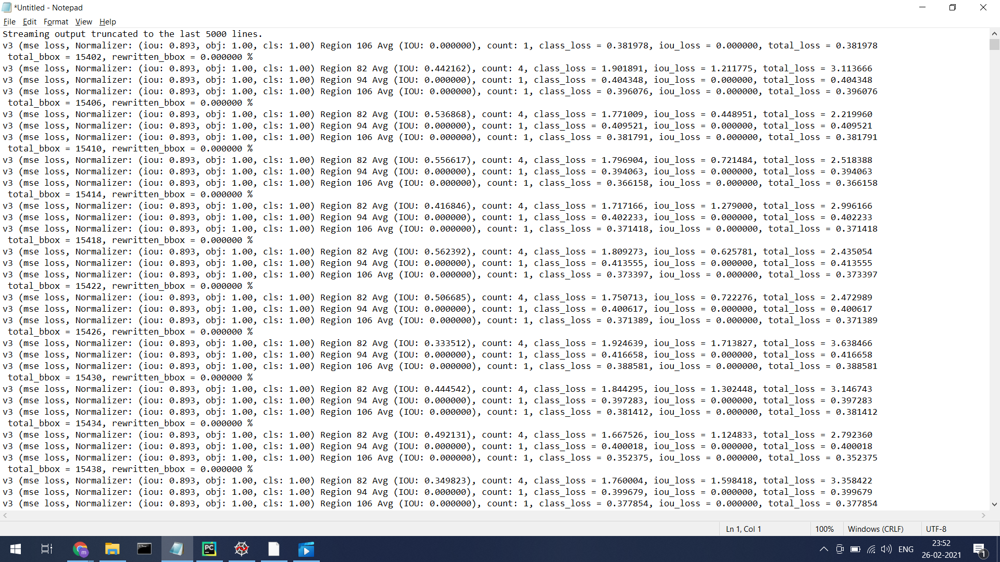 *Untitled - Notepad
File Edit Format View Help
Streaming output truncated to the last 5000 lines.
v3 (mse loss, Normalizer: (iou: 0.893, obj: 1.00, cls: 1.00) Region 106 Avg (IOU: 0.000000), count: 1, class_loss = 0.381978, iou_loss = 0.000000, total_loss = 0.381978
total_bbox = 15402, rewritten_bbox = 0.000000 %
v3 (mse loss, Normalizer: (iou: 0.893, obj: 1.00, cls: 1.00) Region 82 Avg (IOU: 0.442162), count: 4, class_loss = 1.901891, iou_loss = 1.211775, total_loss = 3.113666
v3 (mse loss, Normalizer: (iou: 0.893, obj: 1.00, cls: 1.00) Region 94 Avg (IOU: 0.000000), count: 1, class_loss = 0.404348, iou_loss = 0.000000, total_loss = 0.404348
v3 (mse loss, Normalizer: (iou: 0.893, obj: 1.00, cls: 1.00) Region 106 Avg (IOU: 0.000000), count: 1, class_loss = 0.396076, iou_loss = 0.000000, total_loss = 0.396076
total_bbox = 15406, rewritten_bbox = 0.000000 %
v3 (mse loss, Normalizer: (iou: 0.893, obj: 1.00, cls: 1.00) Region 82 Avg (IOU: 0.536868), count: 4, class_loss = 1.771009, iou_loss = 0.448951, total_loss = 2.219960
v3 (mse loss, Normalizer: (iou: 0.893, obj: 1.00, cls: 1.00) Region 94 Avg (IOU: 0.000000), count: 1, class_loss = 0.409521, iou_loss = 0.000000, total_loss = 0.409521
v3 (mse loss, Normalizer: (iou: 0.893, obj: 1.00, cls: 1.00) Region 106 Avg (IOU: 0.000000), count: 1, class_loss = 0.381791, iou_loss = 0.000000, total_loss = 0.381791
total_bbox = 15410, rewritten_bbox = 0.000000 %
v3 (mse loss, Normalizer: (iou: 0.893, obj: 1.00, cls: 1.00) Region 82 Avg (IOU: 0.556617), count: 4, class_loss = 1.796904, iou_loss = 0.721484, total_loss = 2.518388
v3 (mse loss, Normalizer: (iou: 0.893, obj: 1.00, cls: 1.00) Region 94 Avg (IOU: 0.000000), count: 1, class_loss = 0.394063, iou_loss = 0.000000, total_loss = 0.394063
v3 (mse loss, Normalizer: (iou: 0.893, obj: 1.00, cls: 1.00) Region 106 Avg (IOU: 0.000000), count: 1, class_loss = 0.366158, iou_loss = 0.000000, total_loss = 0.366158
total_bbox = 15414, rewritten_bbox = 0.000000 %
v3 (mse loss, Normalizer: (iou: 0.893, obj: 1.00, cls: 1.00) Region 82 Avg (IOU: 0.416846), count: 4, class_loss = 1.717166, iou_loss = 1.279000, total_loss = 2.996166
v3 (mse loss, Normalizer: (iou: 0.893, obj: 1.00, cls: 1.00) Region 94 Avg (IOU: 0.000000), count: 1, class_loss = 0.402233, iou_loss = 0.000000, total_loss = 0.402233
v3 (mse loss, Normalizer: (iou: 0.893, obj: 1.00, cls: 1.00) Region 106 Avg (IOU: 0.000000), count: 1, class_loss = 0.371418, iou_loss = 0.000000, total_loss = 0.371418
total_bbox = 15418, rewritten_bbox = 0.000000 %
v3 (mse loss, Normalizer: (iou: 0.893, obj: 1.00, cls: 1.00) Region 82 Avg (IOU: 0.562392), count: 4, class_loss = 1.809273, iou_loss = 0.625781, total_loss = 2.435054
v3 (mse loss, Normalizer: (iou: 0.893, obj: 1.00, cls: 1.00) Region 94 Avg (IOU: 0.000000), count: 1, class_loss = 0.413555, iou_loss = 0.000000, total_loss = 0.413555
v3 (mse loss, Normalizer: (iou: 0.893, obj: 1.00, cls: 1.00) Region 106 Avg (IOU: 0.000000), count: 1, class_loss = 0.373397, iou_loss = 0.000000, total_loss = 0.373397
total_bbox = 15422, rewritten_bbox = 0.000000 %
v3 (mse loss, Normalizer: (iou: 0.893, obj: 1.00, cls: 1.00) Region 82 Avg (IOU: 0.506685), count: 4, class_loss = 1.750713, iou_loss = 0.722276, total_loss = 2.472989
v3 (mse loss, Normalizer: (iou: 0.893, obj: 1.00, cls: 1.00) Region 94 Avg (IOU: 0.000000), count: 1, class_loss = 0.400617, iou_loss = 0.000000, total_loss = 0.400617
v3 (mse loss, Normalizer: (iou: 0.893, obj: 1.00, cls: 1.00) Region 106 Avg (IOU: 0.000000), count: 1, class_loss = 0.371389, iou_loss = 0.000000, total_loss = 0.371389
total_bbox = 15426, rewritten_bbox = 0.000000 %
v3 (mse loss, Normalizer: (iou: 0.893, obj: 1.00, cls: 1.00) Region 82 Avg (IOU: 0.333512), count: 4, class_loss = 1.924639, iou_loss = 1.713827, total_loss = 3.638466
v3 (mse loss, Normalizer: (iou: 0.893, obj: 1.00, cls: 1.00) Region 94 Avg (IOU: 0.000000), count: 1, class_loss = 0.416658, iou_loss = 0.000000, total_loss = 0.416658
v3 (mse loss, Normalizer: (iou: 0.893, obj: 1.00, cls: 1.00) Region 106 Avg (IOU: 0.000000), count: 1, class_loss = 0.388581, iou_loss = 0.000000, total_loss = 0.388581
total_bbox = 15430, rewritten_bbox = 0.000000 %
v3 (mse loss, Normalizer: (iou: 0.893, obj: 1.00, cls: 1.00) Region 82 Avg (IOU: 0.444542), count: 4, class_loss = 1.844295, iou_loss = 1.302448, total_loss = 3.146743
v3 (mse loss, Normalizer: (iou: 0.893, obj: 1.00, cls: 1.00) Region 94 Avg (IOU: 0.000000), count: 1, class_loss = 0.397283, iou_loss = 0.000000, total_loss = 0.397283
v3 (mse loss, Normalizer: (iou: 0.893, obj: 1.00, cls: 1.00) Region 106 Avg (IOU: 0.000000), count: 1, class_loss = 0.381412, iou_loss = 0.000000, total_loss = 0.381412
total_bbox = 15434, rewritten_bbox = 0.000000 %
v3 (mse loss, Normalizer: (iou: 0.893, obj: 1.00, cls: 1.00) Region 82 Avg (IOU: 0.492131), count: 4, class_loss = 1.667526, iou_loss = 1.124833, total_loss = 2.792360
v3 (mse loss, Normalizer: (iou: 0.893, obj: 1.00, cls: 1.00) Region 94 Avg (IOU: 0.000000), count: 1, class_loss = 0.400018, iou_loss = 0.000000, total_loss = 0.400018
v3 (mse loss, Normalizer: (iou: 0.893, obj: 1.00, cls: 1.00) Region 106 Avg (IOU: 0.000000), count: 1, class_loss = 0.352375, iou_loss = 0.000000, total_loss = 0.352375
total_bbox = 15438, rewritten_bbox = 0.000000 %
v3 (mse loss, Normalizer: (iou: 0.893, obj: 1.00, cls: 1.00) Region 82 Avg (IOU: 0.349823), count: 4, class_loss = 1.760004, iou_loss = 1.598418, total_loss = 3.358422
v3 (mse loss, Normalizer: (iou: 0.893, obj: 1.00, cls: 1.00) Region 94 Avg (IOU: 0.000000), count: 1, class_loss = 0.399679, iou_loss = 0.000000, total_loss = 0.399679
v3 (mse loss, Normalizer: (iou: 0.893, obj: 1.00, cls: 1.00) Region 106 Avg (IOU: 0.000000), count: 1, class_loss = 0.377854, iou_loss = 0.000000, total_loss = 0.377854
Ln 1, Col 1 100% Windows (CRLF) UTF-8
m PC ENG 23:52
26-02-2021 1